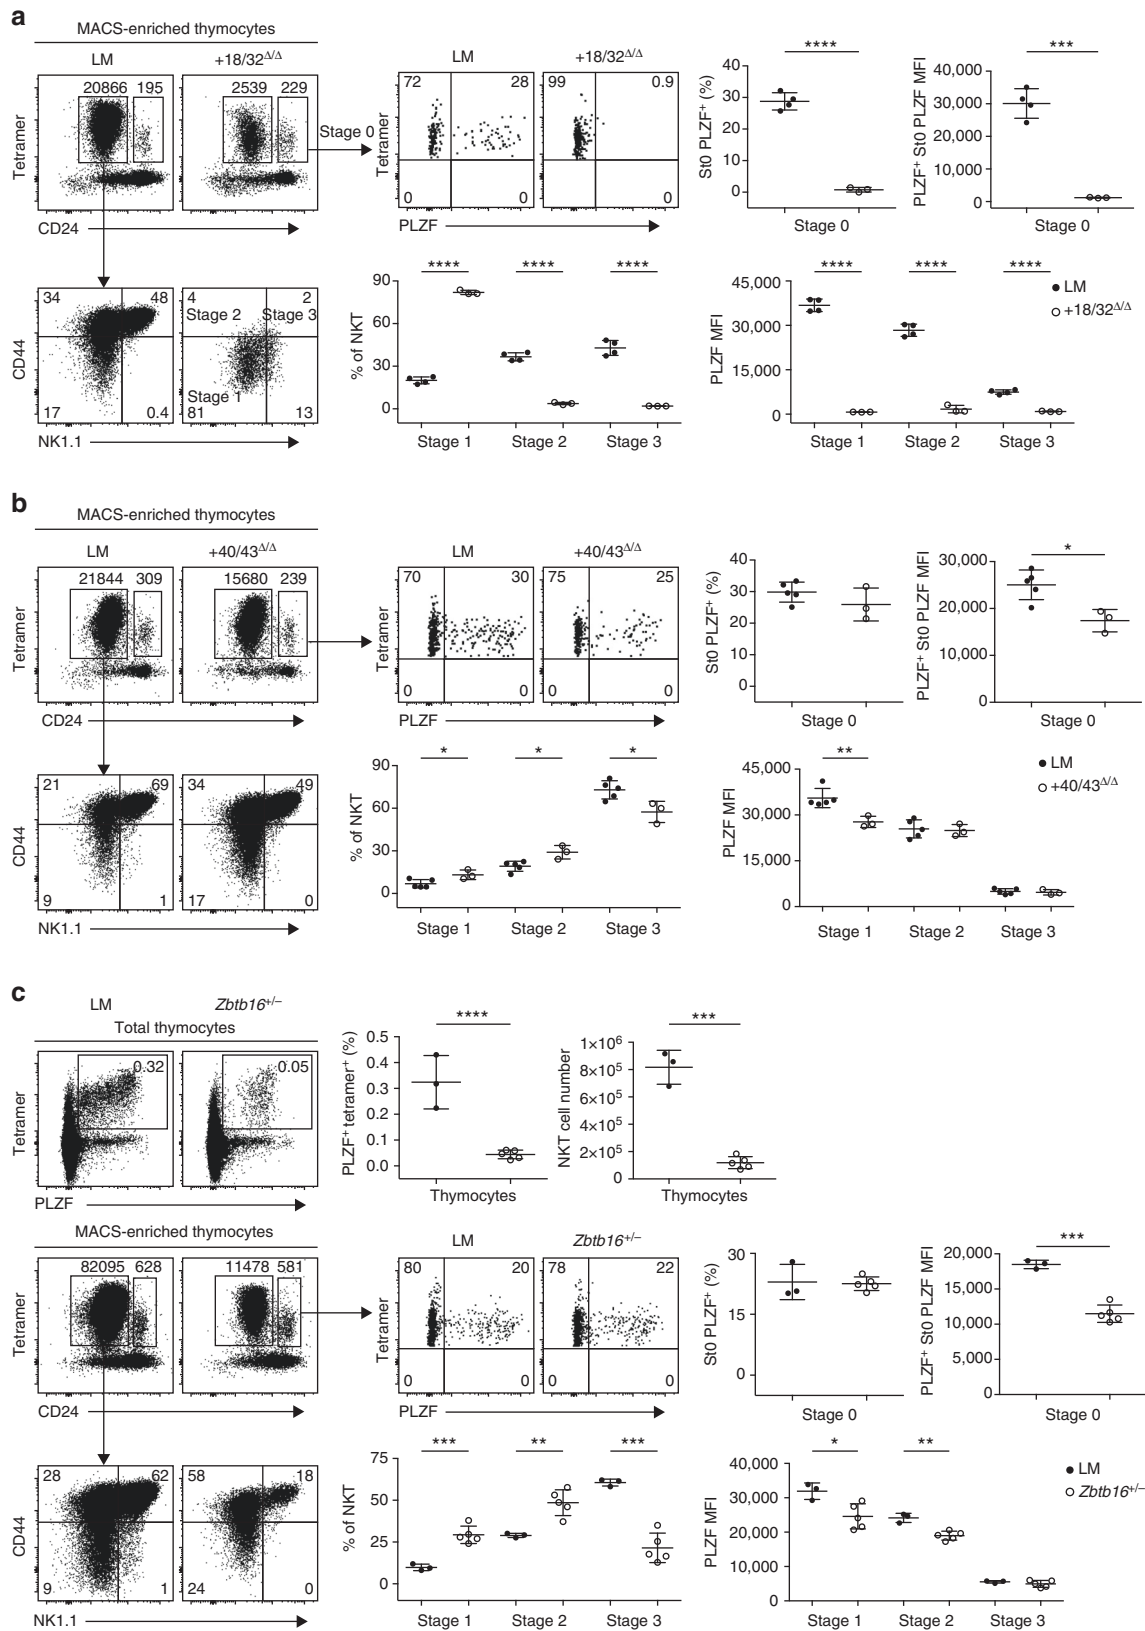 a
MACS-enriched thymocytes
LM +18/32Δ/Δ
20866 195 2539 229
Tetramer
CD24
Stage 0
LM +18/32Δ/Δ
72 28 99 0.9
Tetramer
0 0 0 0
PLZF
****
St0 PLZF+ (%)
40
30
20
10
0
Stage 0
***
PLZF+ St0 PLZF MFI
40,000
30,000
20,000
10,000
0
Stage 0
34 48 4 2
Stage 2 Stage 3
CD44
Stage 1
17 0.4 81 13
NK1.1
**** **** ****
% of NKT
90
60
30
0
Stage 1 Stage 2 Stage 3
**** **** ****
PLZF MFI
45,000
30,000
15,000
0
Stage 1 Stage 2 Stage 3
LM
+18/32Δ/Δ
b
MACS-enriched thymocytes
LM +40/43Δ/Δ
21844 309 15680 239
Tetramer
CD24
LM +40/43Δ/Δ
70 30 75 25
Tetramer
0 0 0 0
PLZF
St0 PLZF+ (%)
40
30
20
10
0
Stage 0
*
PLZF+ St0 PLZF MFI
30,000
20,000
10,000
0
Stage 0
21 69 34 49
CD44
9 1 17 0
NK1.1
* * *
% of NKT
90
60
30
0
Stage 1 Stage 2 Stage 3
**
PLZF MFI
45,000
30,000
15,000
0
Stage 1 Stage 2 Stage 3
LM
+40/43Δ/Δ
c
LM Zbtb16+/–
Total thymocytes
0.32 0.05
Tetramer
PLZF
****
PLZF+ tetramer+ (%)
0.5
0.4
0.3
0.2
0.1
0.0
Thymocytes
***
NKT cell number
1×10⁶
8×10⁵
6×10⁵
4×10⁵
2×10⁵
0
Thymocytes
MACS-enriched thymocytes
82095 628 11478 581
Tetramer
CD24
LM Zbtb16+/–
80 20 78 22
Tetramer
0 0 0 0
PLZF
St0 PLZF+ (%)
30
15
0
Stage 0
***
PLZF+ St0 PLZF MFI
20,000
15,000
10,000
5,000
0
Stage 0
28 62 58 18
CD44
9 1 24 0
NK1.1
*** ** ***
% of NKT
75
50
25
0
Stage 1 Stage 2 Stage 3
* **
PLZF MFI
40,000
30,000
20,000
10,000
0
Stage 1 Stage 2 Stage 3
LM
Zbtb16+/–